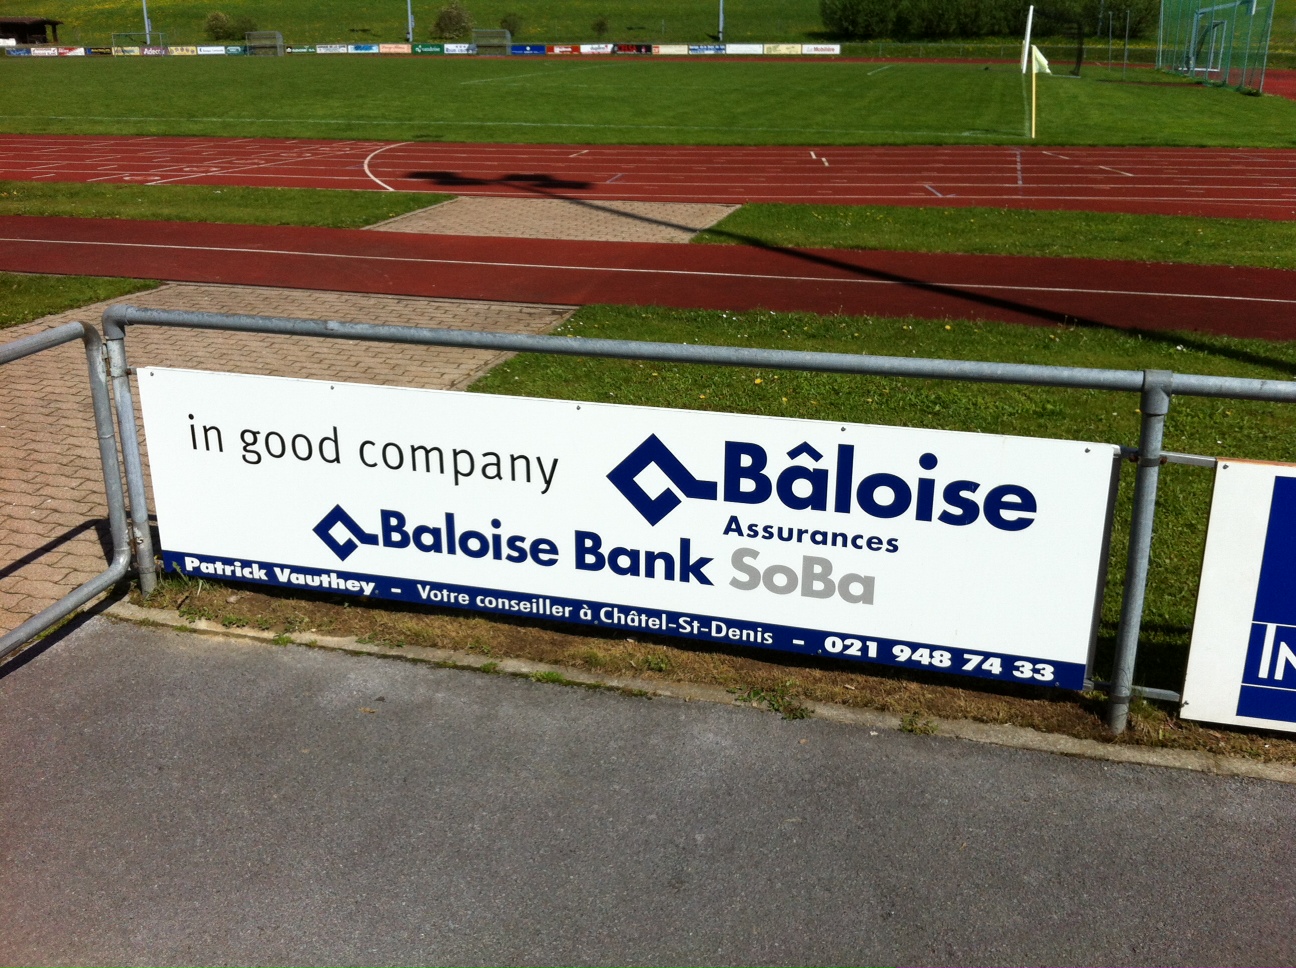 in good company
Bâloise
Assurances
Baloise Bank SoBa
Patrick Vauthey - Votre conseiller à Châtel-St-Denis - 021 948 74 33